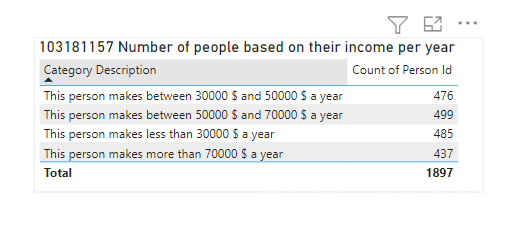 103181157 Number of people based on their income per year
Category Description Count of Person Id
This person makes between 30000 $ and 50000 $ a year 476
This person makes between 50000 $ and 70000 $ a year 499
This person makes less than 30000 $ a year 485
This person makes more than 70000 $ a year 437
Total 1897